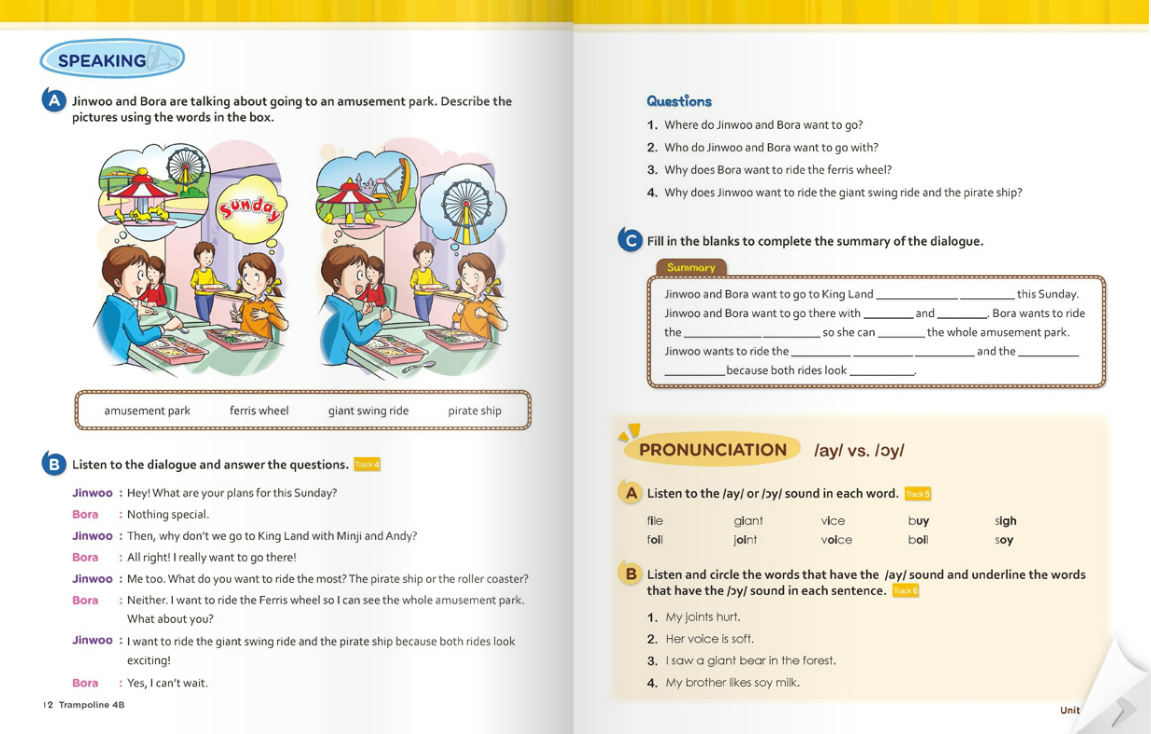 SPEAKING
A Jinwoo and Bora are talking about going to an amusement park. Describe the
pictures using the words in the box.
Sunday
amusement park ferris wheel giant swing ride pirate ship
B Listen to the dialogue and answer the questions. Track 4
Jinwoo : Hey! What are your plans for this Sunday?
Bora : Nothing special.
Jinwoo : Then, why don't we go to King Land with Minji and Andy?
Bora : All right! I really want to go there!
Jinwoo : Me too. What do you want to ride the most? The pirate ship or the roller coaster?
Bora : Neither. I want to ride the Ferris wheel so I can see the whole amusement park.
What about you?
Jinwoo : I want to ride the giant swing ride and the pirate ship because both rides look
exciting!
Bora : Yes, I can't wait.
12 Trampoline 4B
Questions
1. Where do Jinwoo and Bora want to go?
2. Who do Jinwoo and Bora want to go with?
3. Why does Bora want to ride the ferris wheel?
4. Why does Jinwoo want to ride the giant swing ride and the pirate ship?
C Fill in the blanks to complete the summary of the dialogue.
Summary
Jinwoo and Bora want to go to King Land ____________ ________ this Sunday.
Jinwoo and Bora want to go there with ________ and ________. Bora wants to ride
the ____________ _________ so she can _______ the whole amusement park.
Jinwoo wants to ride the _________ _________ _________ and the _________
_________ because both rides look __________.
PRONUNCIATION /ay/ vs. /ɔy/
A Listen to the /ay/ or /ɔy/ sound in each word. Track 5
file giant vice buy sigh
foil joint voice boil soy
B Listen and circle the words that have the /ay/ sound and underline the words
that have the /ɔy/ sound in each sentence. Track 6
1. My joints hurt.
2. Her voice is soft.
3. I saw a giant bear in the forest.
4. My brother likes soy milk.
Unit